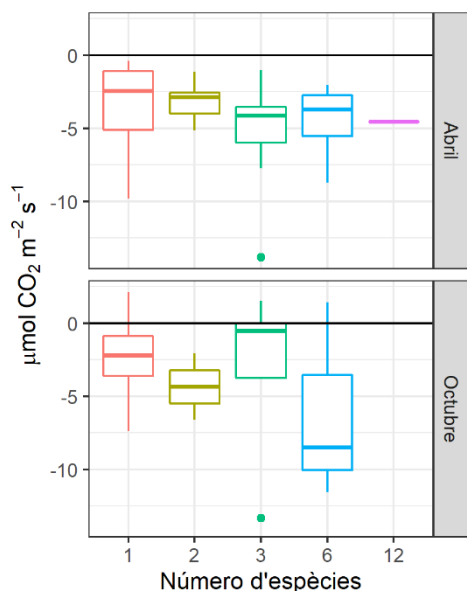 0
-5
-10
Abril
0
-5
-10
Octubre
μmol CO₂ m⁻² s⁻¹
1 2 3 6 12
Número d'espècies